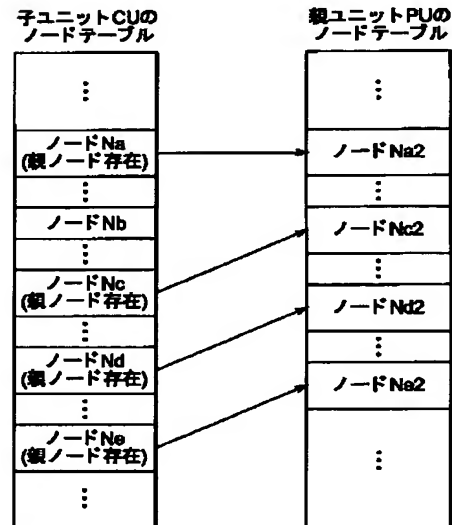 子ユニットCUの
ノードテーブル
⋮
ノードNa
(親ノード存在)
⋮
ノードNb
⋮
ノードNc
(親ノード存在)
⋮
ノードNd
(親ノード存在)
⋮
ノードNe
(親ノード存在)
⋮
親ユニットPUの
ノードテーブル
⋮
ノードNa2
⋮
ノードNc2
⋮
ノードNd2
⋮
ノードNe2
⋮